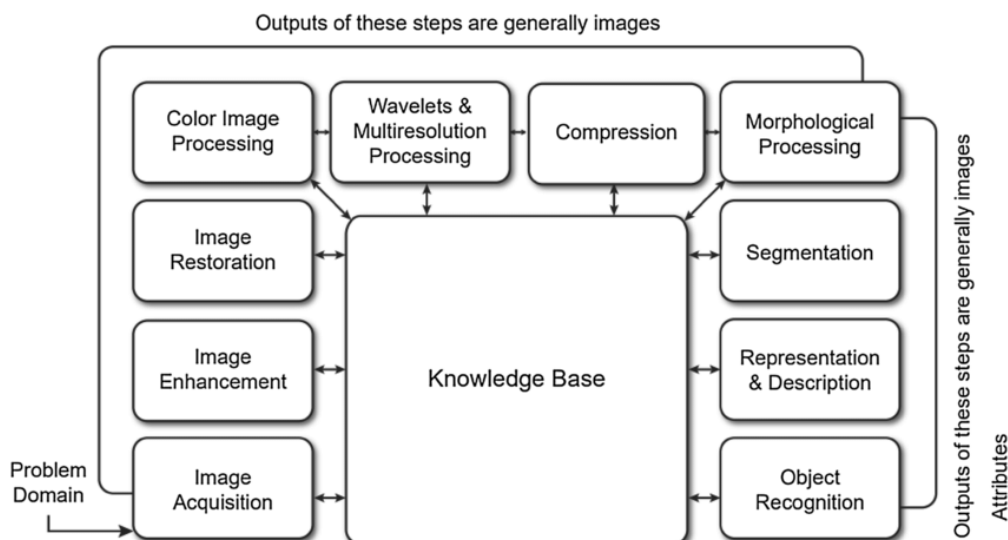 Outputs of these steps are generally images
Color Image
Processing
Wavelets &
Multiresolution
Processing
Compression
Morphological
Processing
Image
Restoration
Segmentation
Image
Enhancement
Knowledge Base
Representation
& Description
Problem
Domain
Image
Acquisition
Object
Recognition
Outputs of these steps are generally images
Attributes